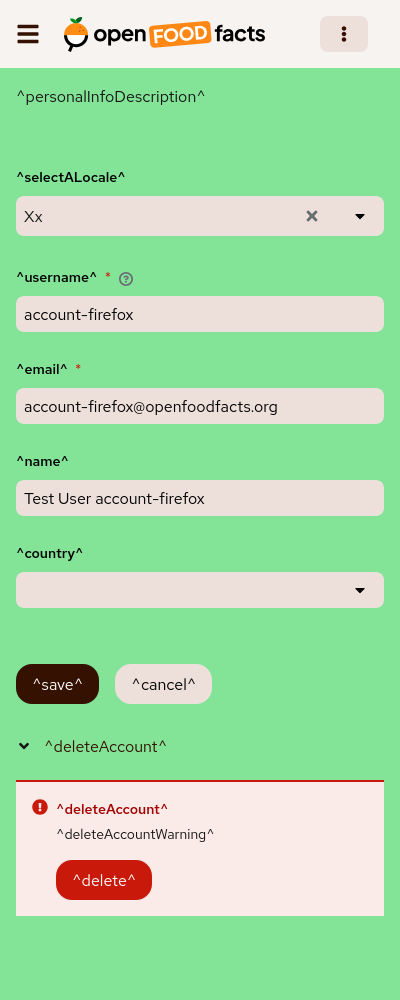 open FOOD facts
^personalInfoDescription^
^selectALocale^
Xx
^username^ *
account-firefox
^email^ *
account-firefox@openfoodfacts.org
^name^
Test User account-firefox
^country^
^save^ ^cancel^
^deleteAccount^
^deleteAccount^
^deleteAccountWarning^
^delete^